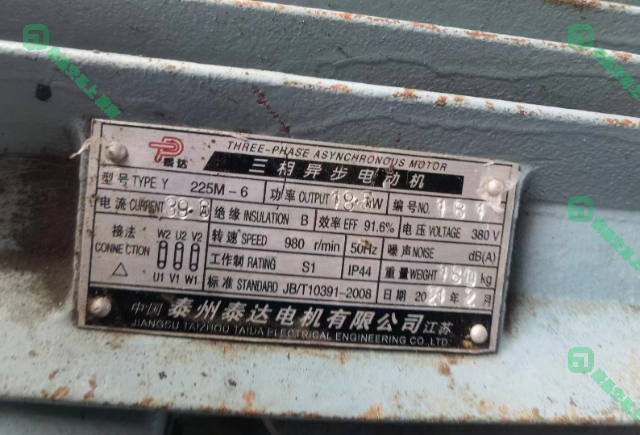 泰达
THREE-PHASE ASYNCHRONOUS MOTOR
三相异步电动机
型号 TYPE Y 225M-6 功率 OUTPUT KW 编号 NO.
电流 CURRENT 39. 绝缘 INSULATION B 效率 EFF 91.6% 电压 VOLTAGE 380 V
接法 CONNECTION △ W2 U2 V2 U1 V1 W1
转速 SPEED 980 r/min 50Hz 噪声 NOISE dB(A)
工作制 RATING S1 IP44 重量 WEIGHT kg
标准 STANDARD JB/T10391-2008 日期 年 月
中国 泰州泰达电机有限公司 江苏
JIANGSU TAIZHOU TAIDA ELECTRICAL ENGINEERING CO.,LTD.